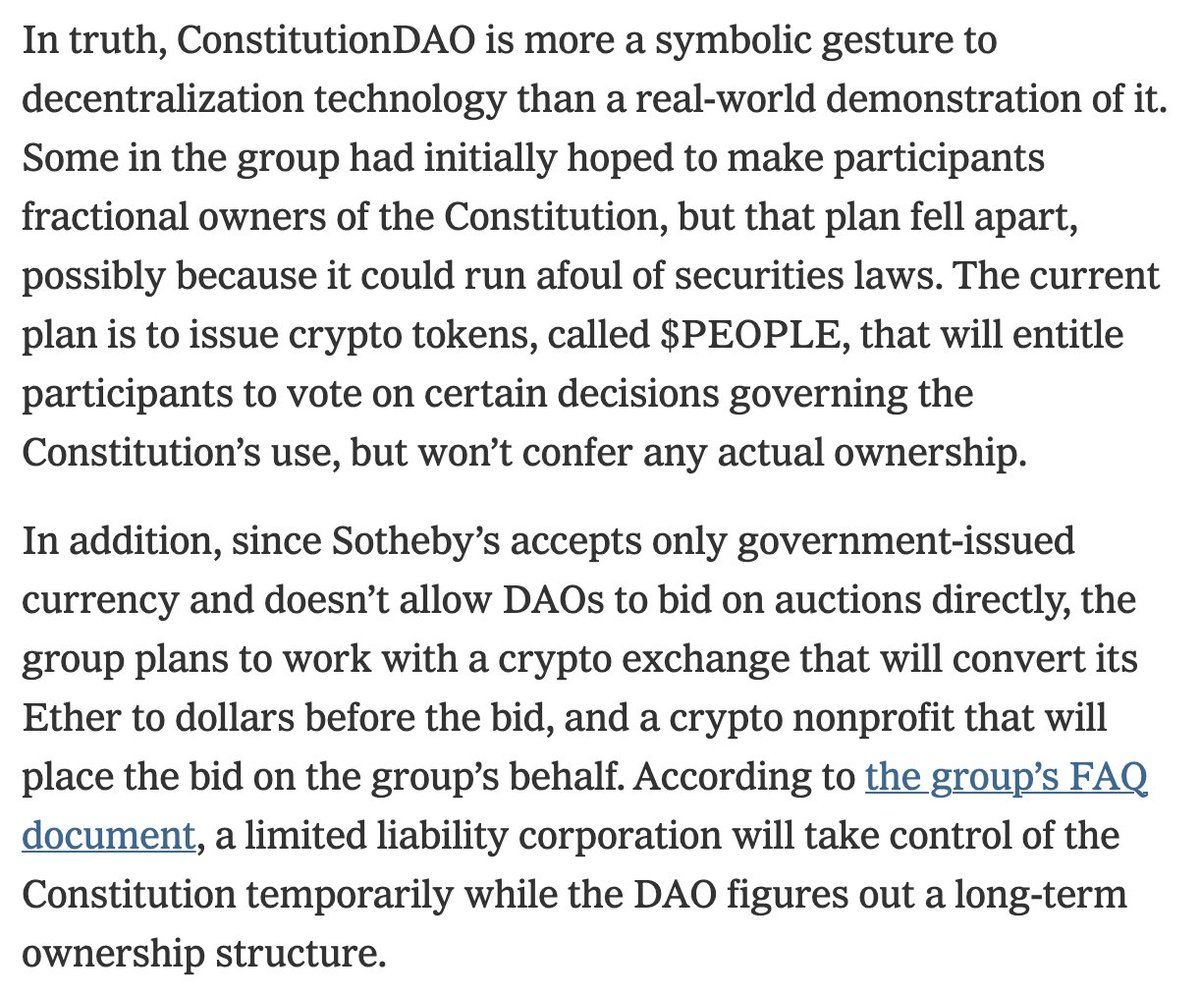 In truth, ConstitutionDAO is more a symbolic gesture to
decentralization technology than a real-world demonstration of it.
Some in the group had initially hoped to make participants
fractional owners of the Constitution, but that plan fell apart,
possibly because it could run afoul of securities laws. The current
plan is to issue crypto tokens, called $PEOPLE, that will entitle
participants to vote on certain decisions governing the
Constitution’s use, but won’t confer any actual ownership.
In addition, since Sotheby’s accepts only government-issued
currency and doesn’t allow DAOs to bid on auctions directly, the
group plans to work with a crypto exchange that will convert its
Ether to dollars before the bid, and a crypto nonprofit that will
place the bid on the group’s behalf. According to the group’s FAQ
document, a limited liability corporation will take control of the
Constitution temporarily while the DAO figures out a long-term
ownership structure.